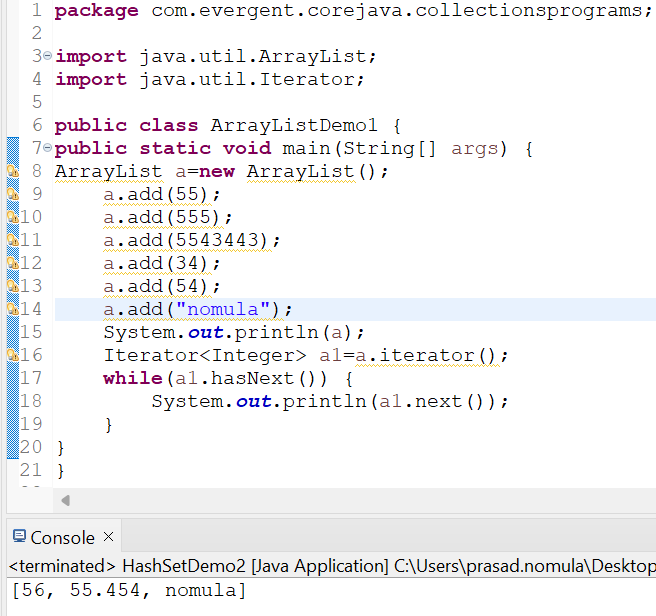 1 package com.evergent.corejava.collectionsprograms;
2
3 import java.util.ArrayList;
4 import java.util.Iterator;
5
6 public class ArrayListDemo1 {
7 public static void main(String[] args) {
8 ArrayList a=new ArrayList();
9 a.add(55);
10 a.add(555);
11 a.add(5543443);
12 a.add(34);
13 a.add(54);
14 a.add("nomula");
15 System.out.println(a);
16 Iterator<Integer> a1=a.iterator();
17 while(a1.hasNext()) {
18 System.out.println(a1.next());
19 }
20 }
21 }
Console
<terminated> HashSetDemo2 [Java Application] C:\Users\prasad.nomula\Desktop
[56, 55.454, nomula]